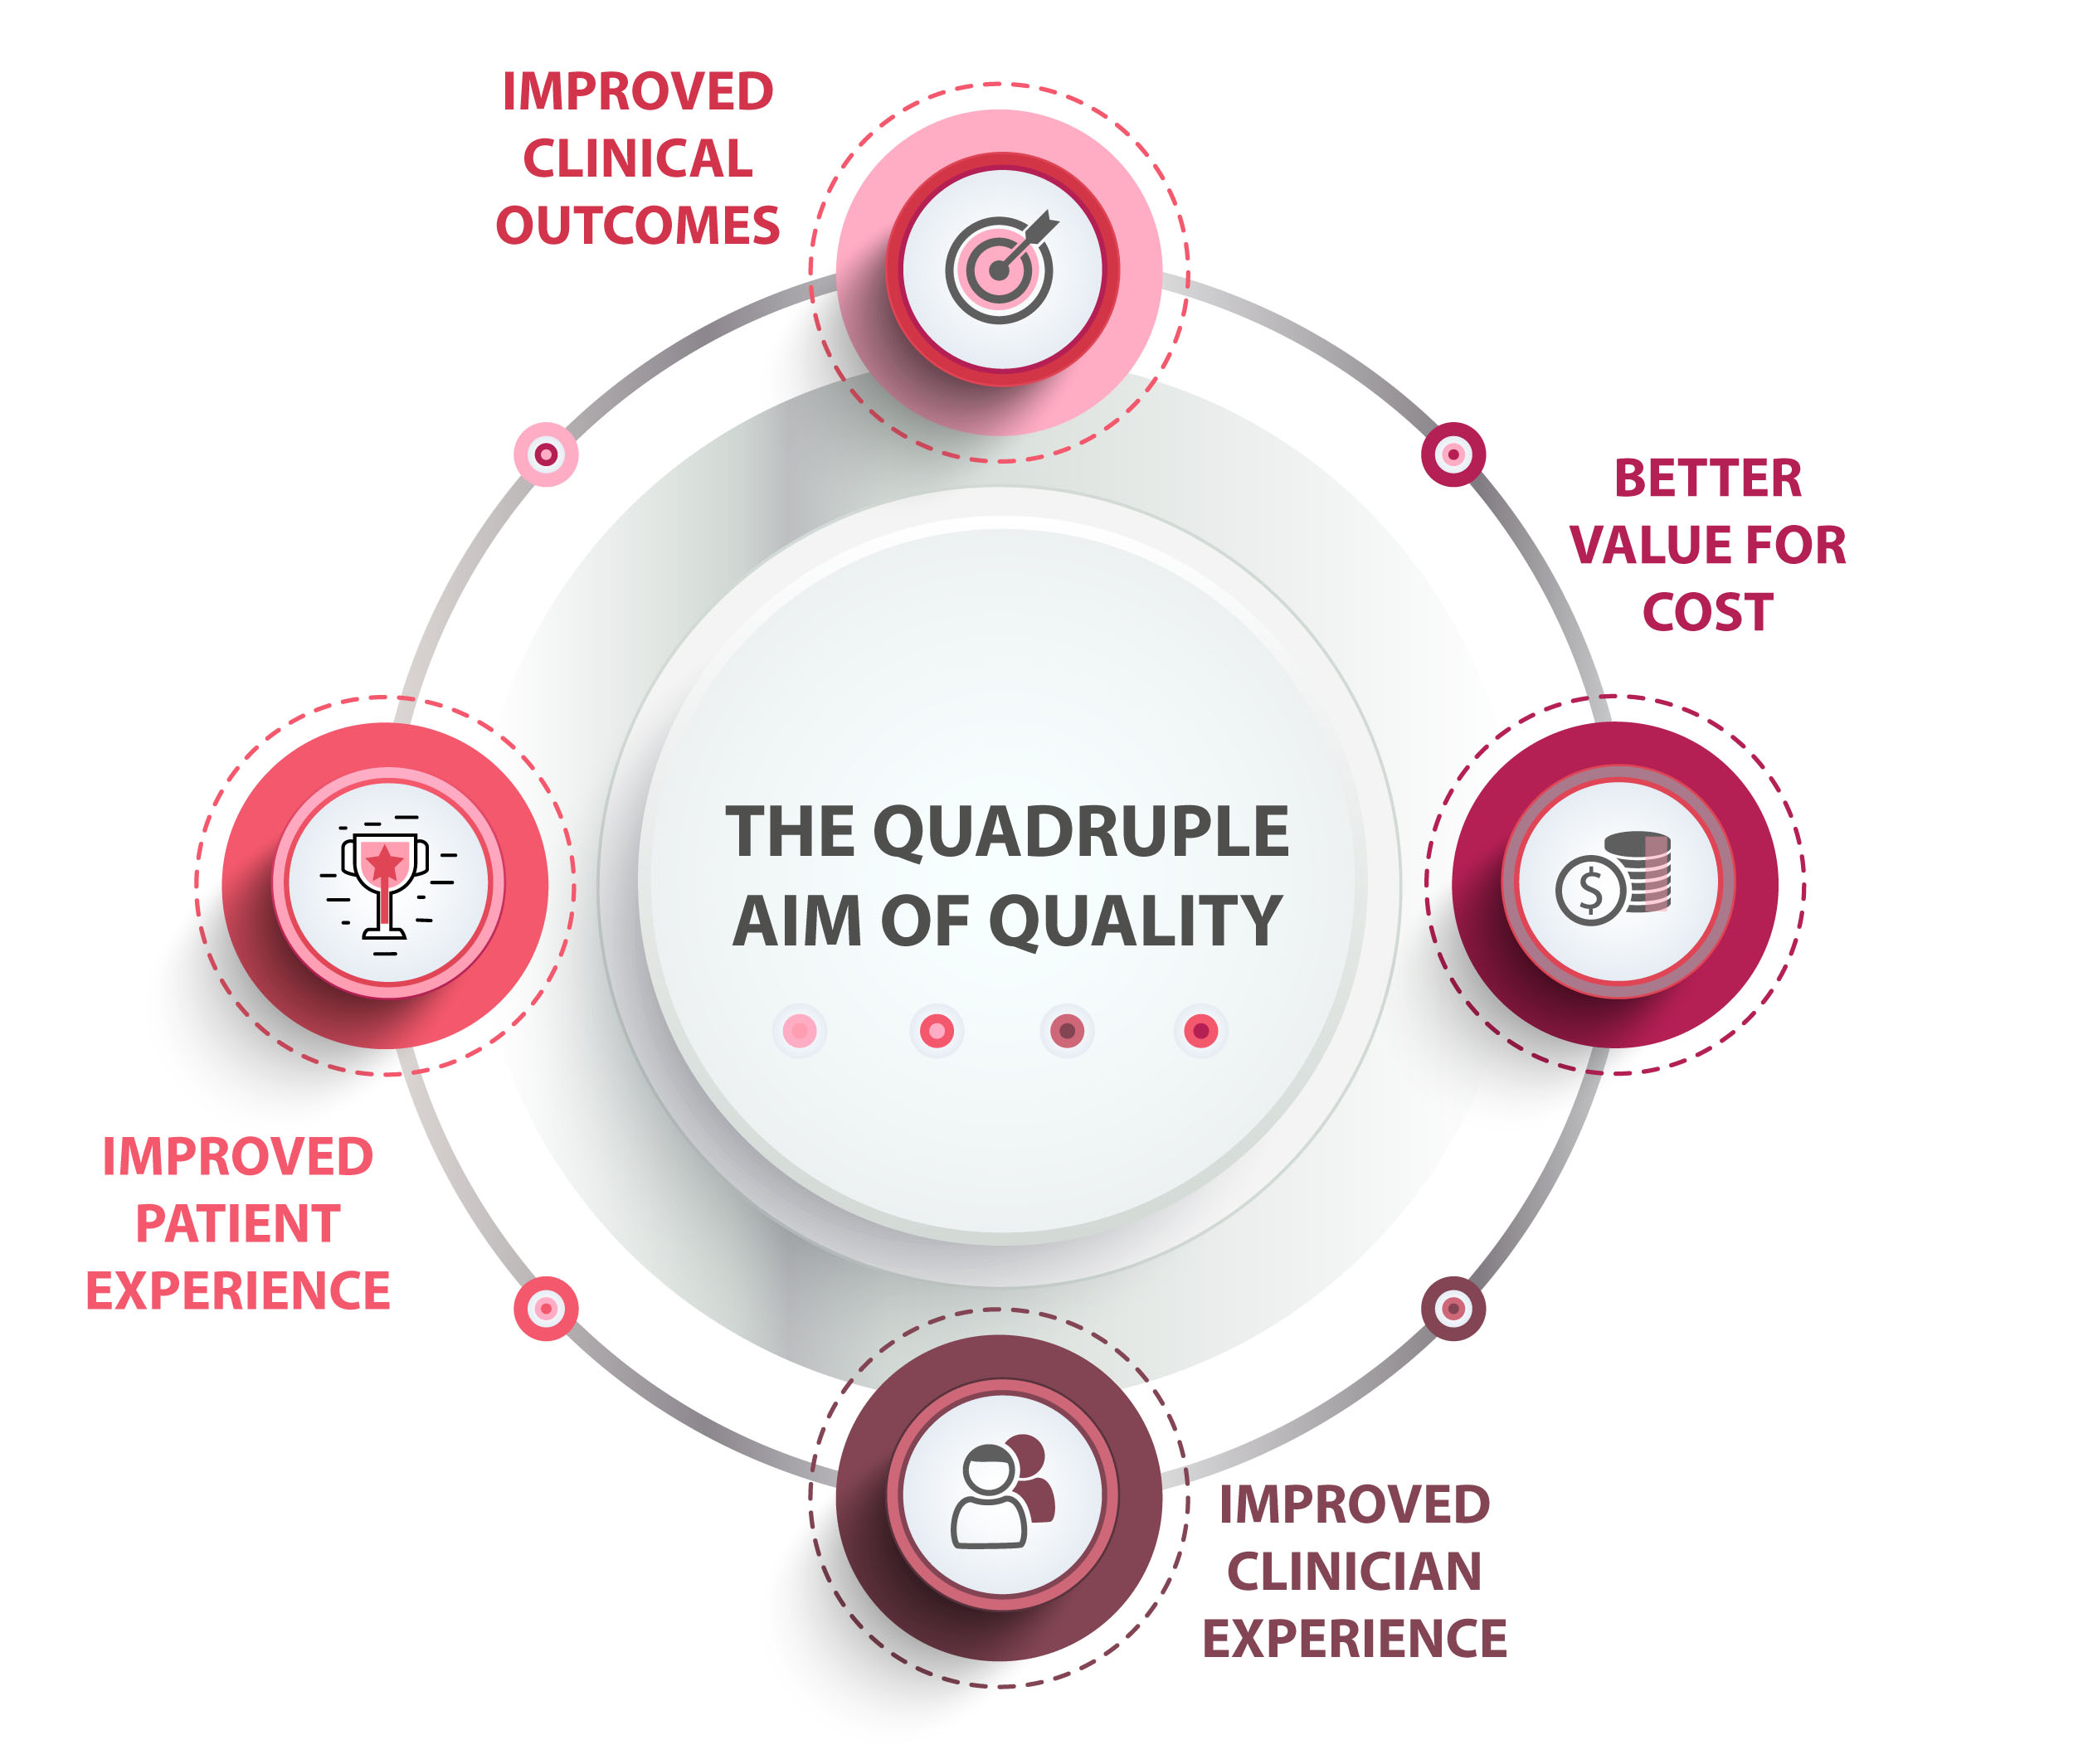 IMPROVED
CLINICAL
OUTCOMES
BETTER
VALUE FOR
COST
$
THE QUADRUPLE
AIM OF QUALITY
IMPROVED
PATIENT
EXPERIENCE
IMPROVED
CLINICIAN
EXPERIENCE